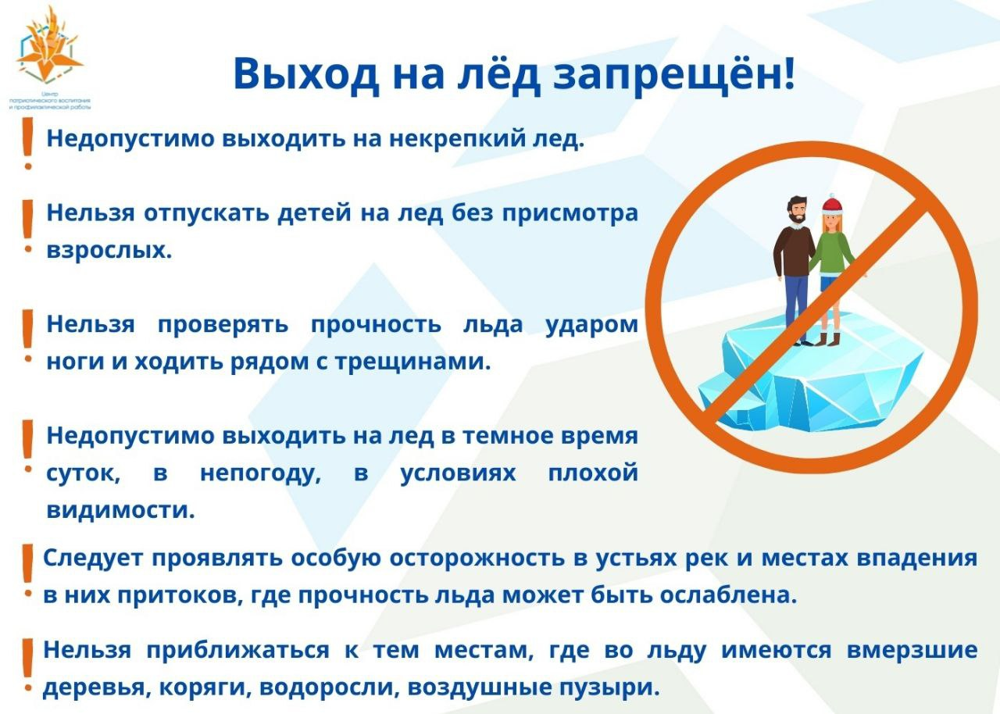 Центр
патриотического воспитания
и профилактической работы
Выход на лёд запрещён!
Недопустимо выходить на некрепкий лед.
Нельзя отпускать детей на лед без присмотра
взрослых.
Нельзя проверять прочность льда ударом
ноги и ходить рядом с трещинами.
Недопустимо выходить на лед в темное время
суток, в непогоду, в условиях плохой
видимости.
Следует проявлять особую осторожность в устьях рек и местах впадения
в них притоков, где прочность льда может быть ослаблена.
Нельзя приближаться к тем местам, где во льду имеются вмерзшие
деревья, коряги, водоросли, воздушные пузыри.